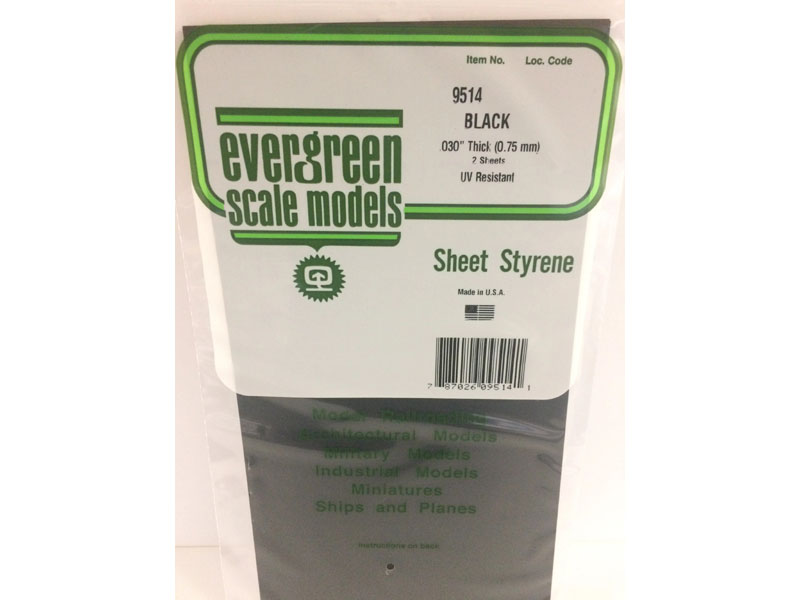 Item No. Loc. Code
9514
BLACK
.030" Thick (0.75 mm)
2 Sheets
UV Resistant
evergreen
scale models
Sheet Styrene
Made in U.S.A.
7 87026 09514 1
Model Railroading
Architectural Models
Military Models
Industrial Models
Miniatures
Ships and Planes
Instructions on back